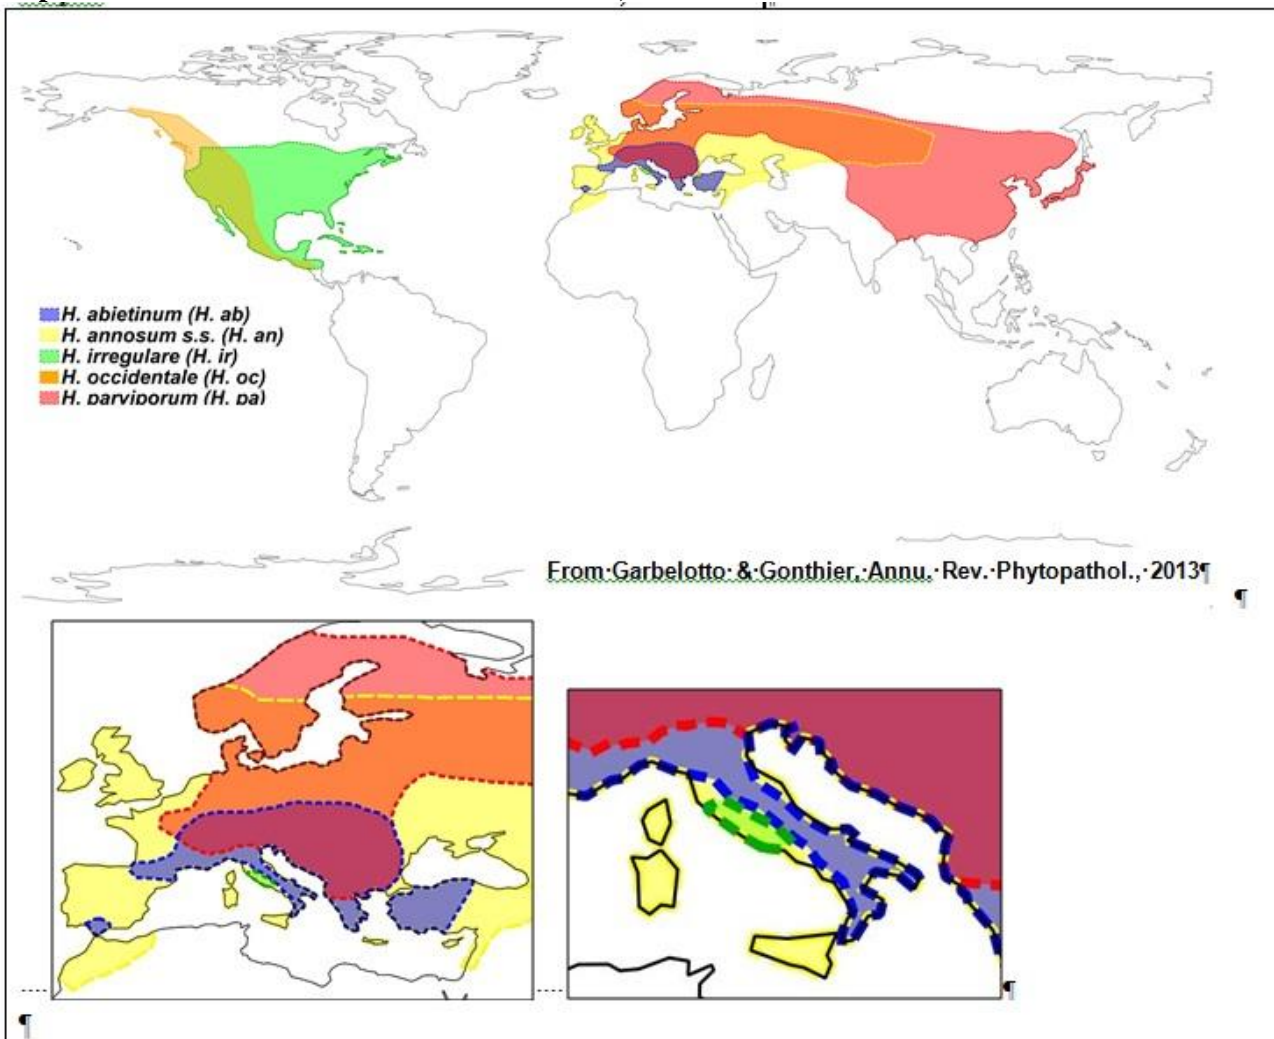 H. abietinum (H. ab)
H. annosum s.s. (H. an)
H. irregulare (H. ir)
H. occidentale (H. oc)
H. parviporum (H. pa)
From·Garbelotto·&·Gonthier,·Annu.·Rev.·Phytopathol.,·2013¶
¶
¶
¶